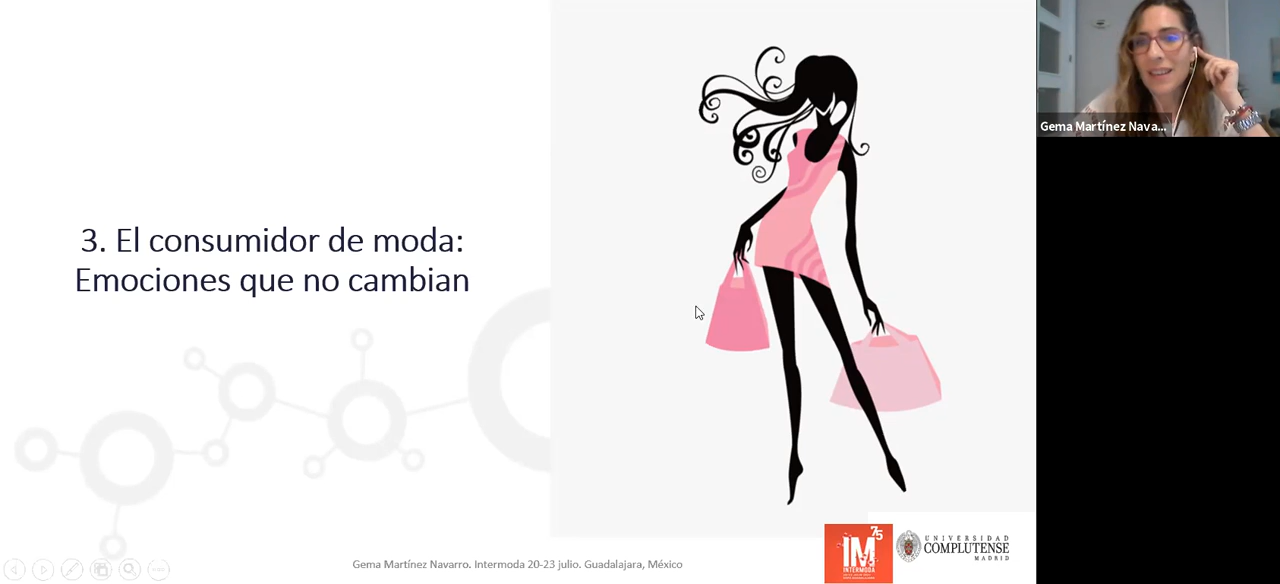 3. El consumidor de moda:
Emociones que no cambian
Gema Martínez Nava...
Gema Martínez Navarro. Intermoda 20-23 julio. Guadalajara, México
75
IM
INTERMODA
UNIVERSIDAD
COMPLUTENSE
MADRID